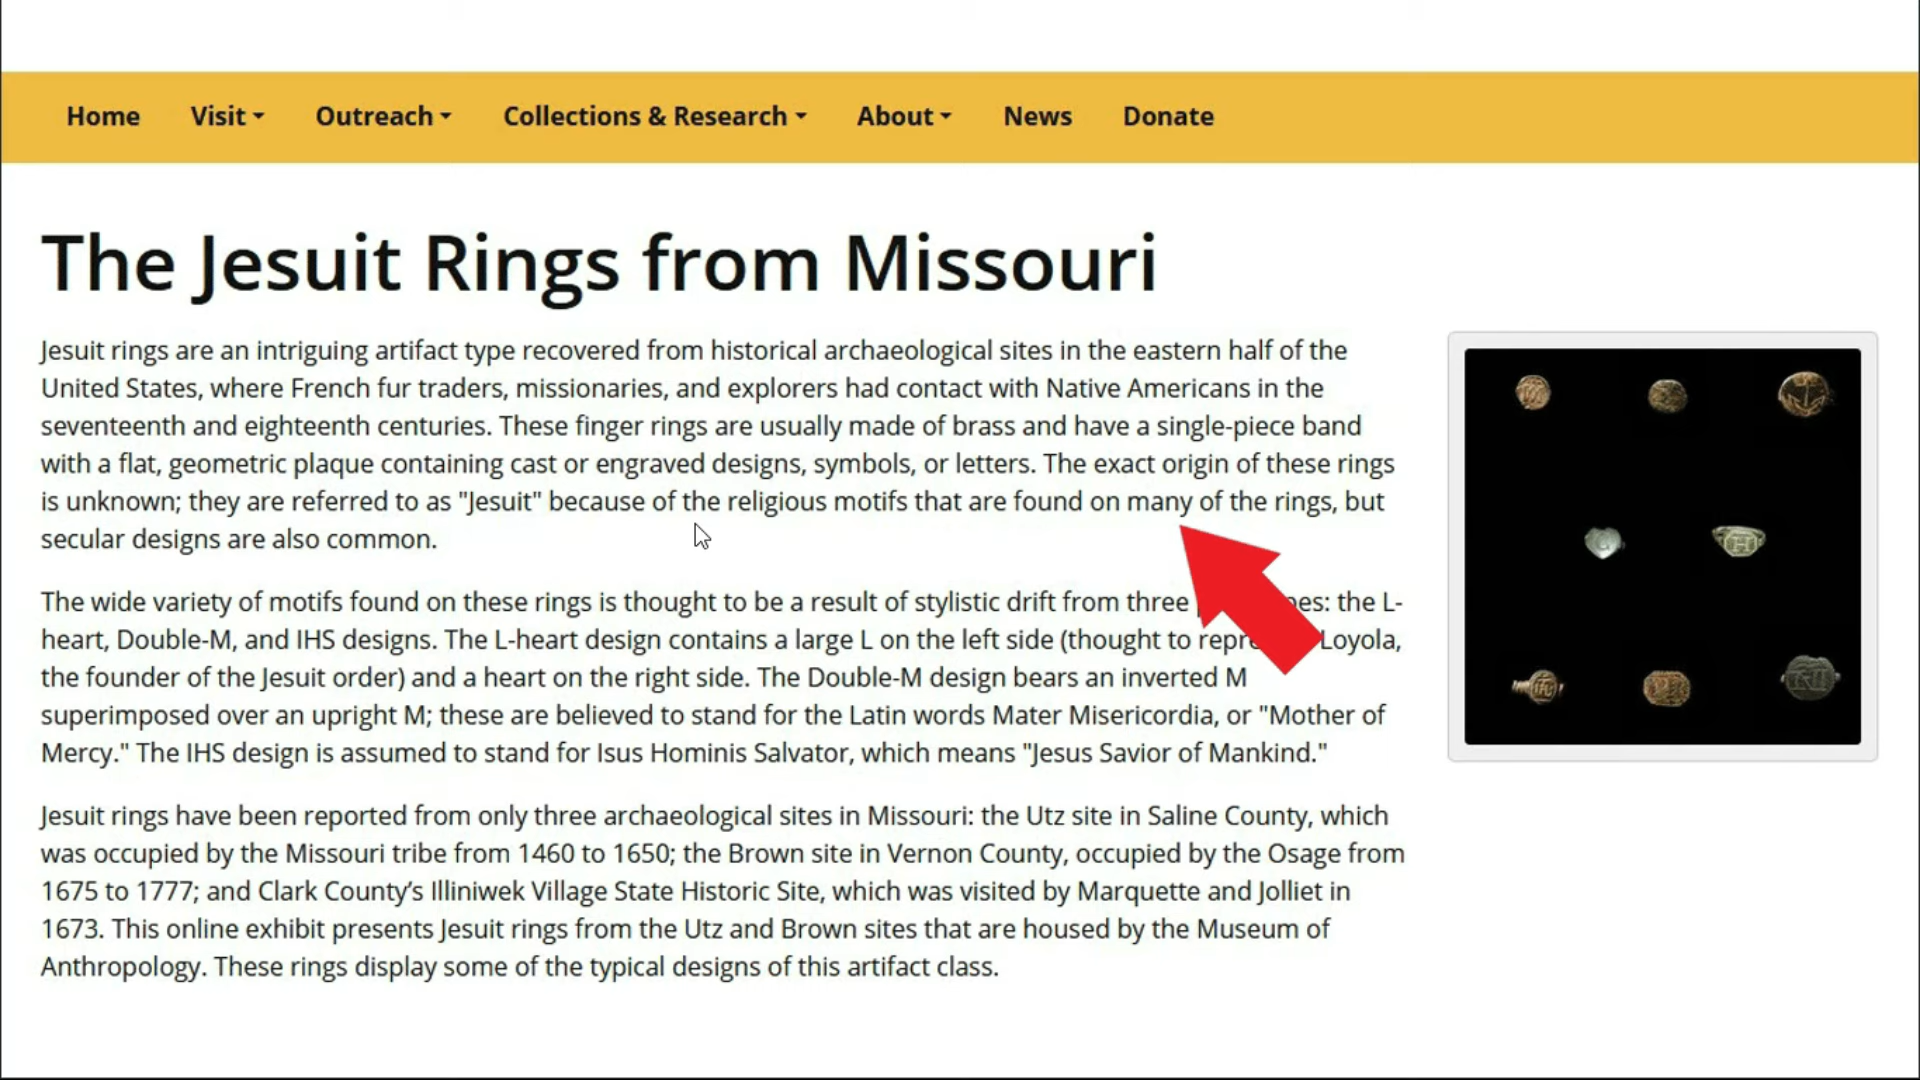 Home Visit Outreach Collections & Research About News Donate
The Jesuit Rings from Missouri
Jesuit rings are an intriguing artifact type recovered from historical archaeological sites in the eastern half of the
United States, where French fur traders, missionaries, and explorers had contact with Native Americans in the
seventeenth and eighteenth centuries. These finger rings are usually made of brass and have a single-piece band
with a flat, geometric plaque containing cast or engraved designs, symbols, or letters. The exact origin of these rings
is unknown; they are referred to as "Jesuit" because of the religious motifs that are found on many of the rings, but
secular designs are also common.
The wide variety of motifs found on these rings is thought to be a result of stylistic drift from three the L-
heart, Double-M, and IHS designs. The L-heart design contains a large L on the left side (thought to Loyola,
the founder of the Jesuit order) and a heart on the right side. The Double-M design bears an inverted M
superimposed over an upright M; these are believed to stand for the Latin words Mater Misericordia, or "Mother of
Mercy." The IHS design is assumed to stand for Isus Hominis Salvator, which means "Jesus Savior of Mankind."
Jesuit rings have been reported from only three archaeological sites in Missouri: the Utz site in Saline County, which
was occupied by the Missouri tribe from 1460 to 1650; the Brown site in Vernon County, occupied by the Osage from
1675 to 1777; and Clark County’s Illiniwek Village State Historic Site, which was visited by Marquette and Jolliet in
1673. This online exhibit presents Jesuit rings from the Utz and Brown sites that are housed by the Museum of
Anthropology. These rings display some of the typical designs of this artifact class.